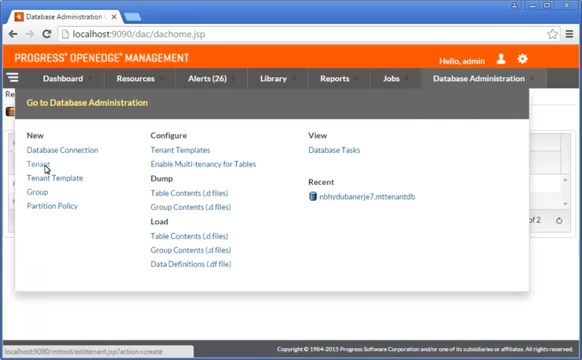 Database Administration C
localhost:9090/dac/dachome.jsp
PROGRESS® OPENEDGE® MANAGEMENT
Hello, admin
Dashboard
Resources
Alerts (26)
Library
Reports
Jobs
Database Administration
Re
Go to Database Administration
New
Database Connection
Tenant
Tenant Template
Group
Partition Policy
Configure
Tenant Templates
Enable Multi-tenancy for Tables
Dump
Table Contents (.d files)
Group Contents (.d files)
Load
Table Contents (.d files)
Group Contents (.d files)
Data Definitions (.df file)
View
Database Tasks
Recent
nbhydubanerje7.mttenantdb
of 2
localhost:9090/mttool/edittenant.jsp?action=create
Copyright © 1984-2015 Progress Software Corporation and/or one of its subsidiaries or affiliates. All rights reserved.